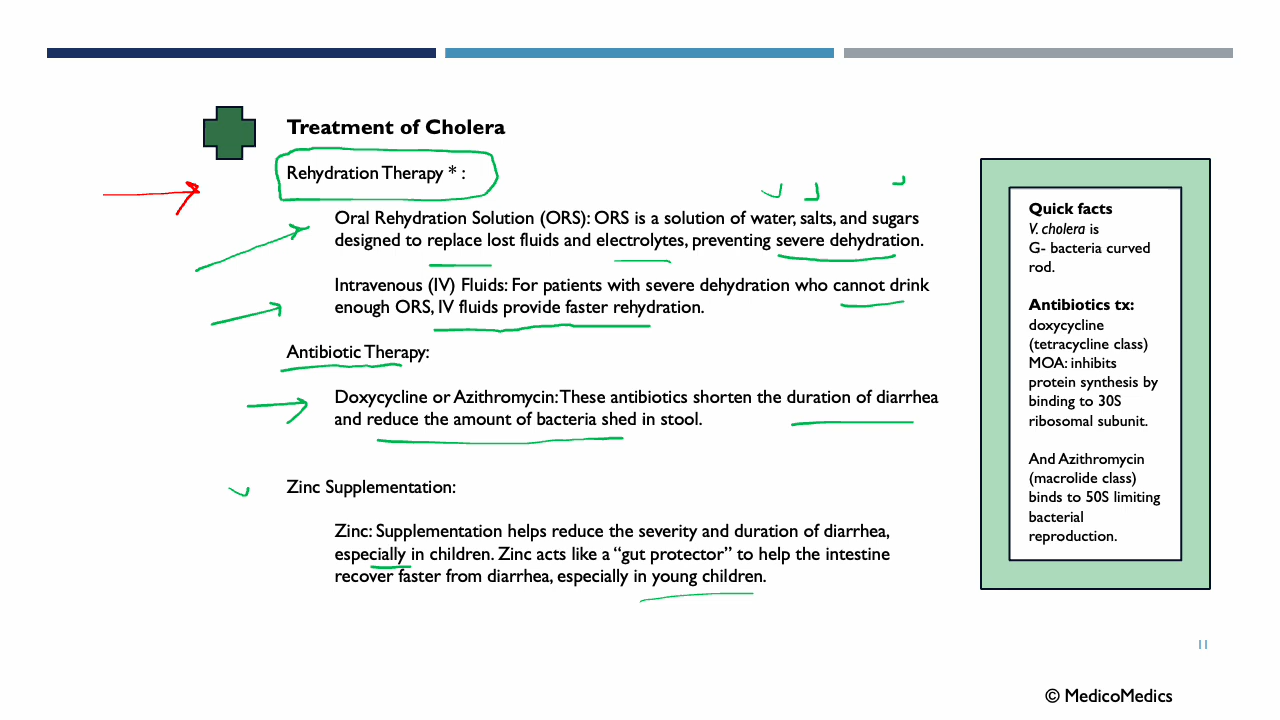 Treatment of Cholera
Rehydration Therapy * :
Oral Rehydration Solution (ORS): ORS is a solution of water, salts, and sugars
designed to replace lost fluids and electrolytes, preventing severe dehydration.
Intravenous (IV) Fluids: For patients with severe dehydration who cannot drink
enough ORS, IV fluids provide faster rehydration.
Antibiotic Therapy:
Doxycycline or Azithromycin: These antibiotics shorten the duration of diarrhea
and reduce the amount of bacteria shed in stool.
Zinc Supplementation:
Zinc: Supplementation helps reduce the severity and duration of diarrhea,
especially in children. Zinc acts like a “gut protector” to help the intestine
recover faster from diarrhea, especially in young children.
Quick facts
V. cholera is
G- bacteria curved
rod.
Antibiotics tx:
doxycycline
(tetracycline class)
MOA: inhibits
protein synthesis by
binding to 30S
ribosomal subunit.
And Azithromycin
(macrolide class)
binds to 50S limiting
bacterial
reproduction.
11
© MedicoMedics